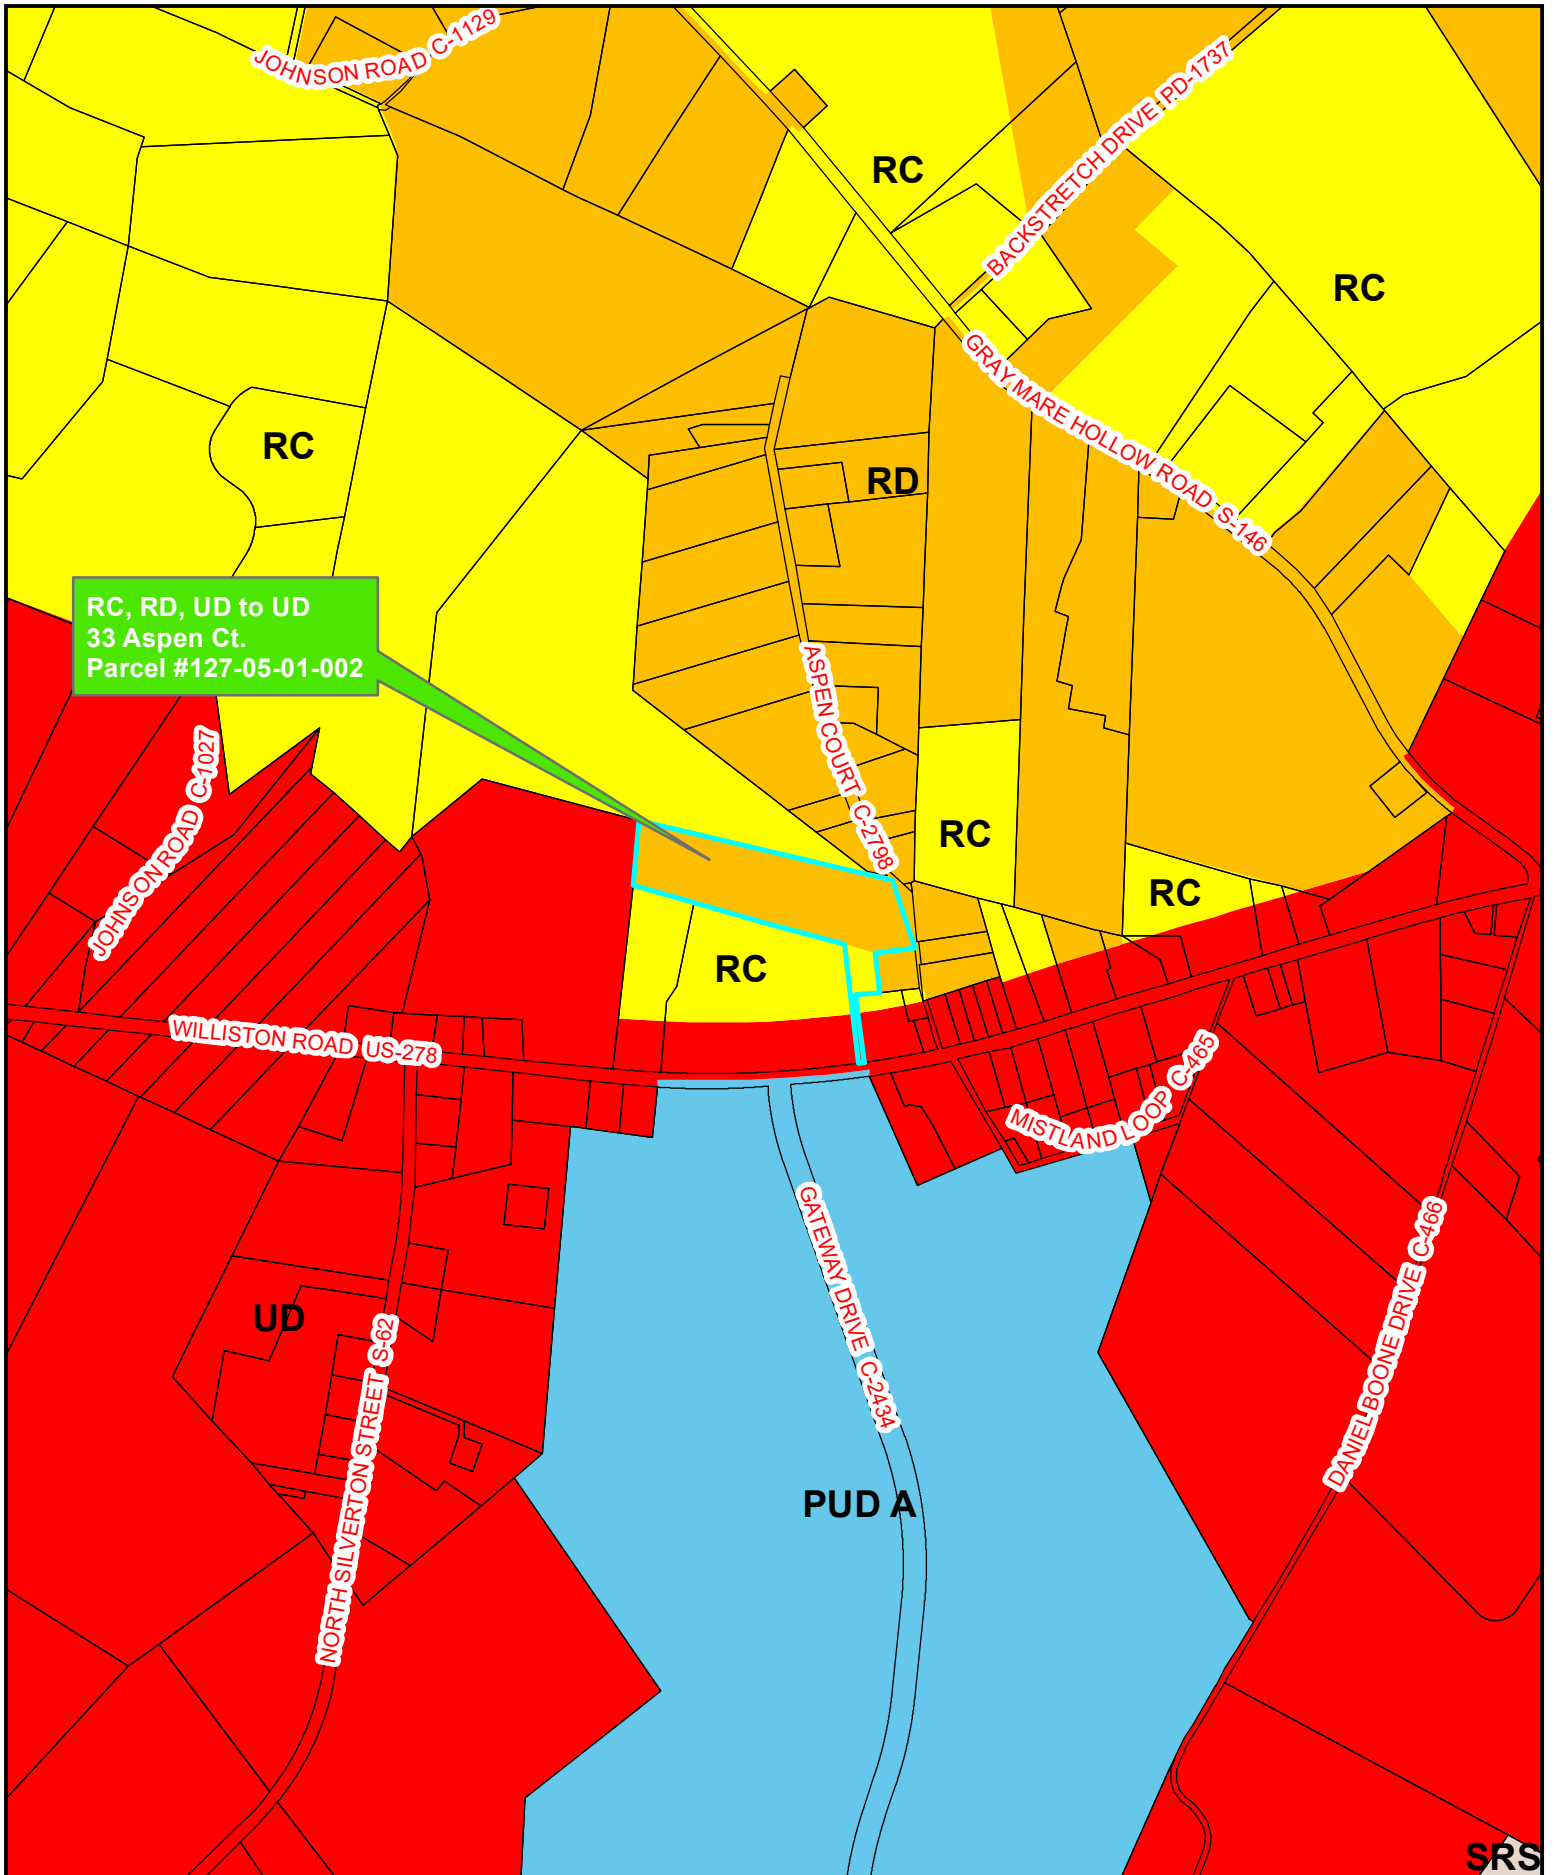 JOHNSON ROAD C-1129
BACKSTRETCH DRIVE PD-1737
RC
RC
GRAY MARE HOLLOW ROAD S-146
RC
RD
RC, RD, UD to UD
33 Aspen Ct.
Parcel #127-05-01-002
ASPEN COURT C-2798
JOHNSON ROAD C-1027
RC
RC
RC
WILLISTON ROAD US-278
MISTLAND LOOP C-465
GATEWAY DRIVE C-2434
DANIEL BOONE DRIVE C-466
UD
NORTH SILVERTON STREET S-62
PUD A
SRS